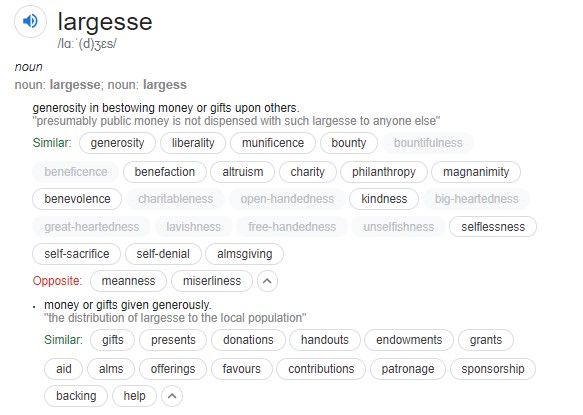 largesse
/lɑːˈ(d)ʒɛs/
noun
noun: largesse; noun: largess
generosity in bestowing money or gifts upon others.
"presumably public money is not dispensed with such largesse to anyone else"
Similar: generosity liberality munificence bounty bountifulness
beneficence benefaction altruism charity philanthropy magnanimity
benevolence charitableness open-handedness kindness big-heartedness
great-heartedness lavishness free-handedness unselfishness selflessness
self-sacrifice self-denial almsgiving
Opposite: meanness miserliness
• money or gifts given generously.
"the distribution of largesse to the local population"
Similar: gifts presents donations handouts endowments grants
aid alms offerings favours contributions patronage sponsorship
backing help